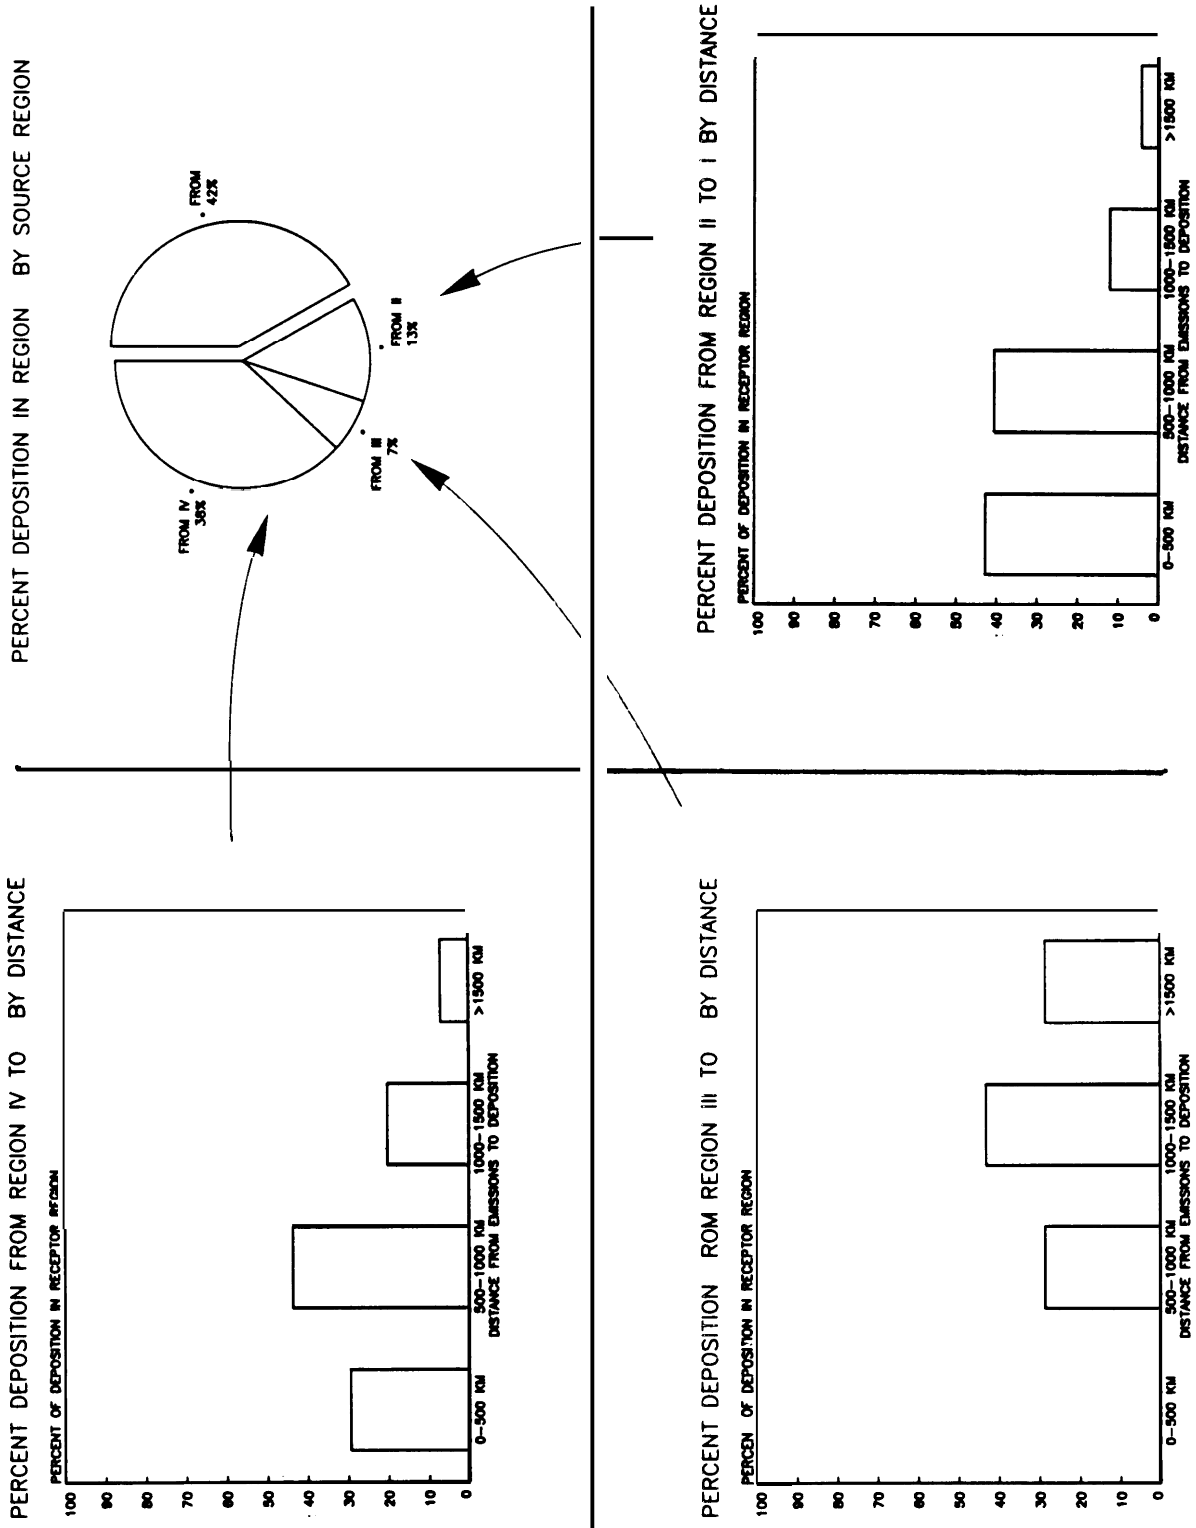 PERCENT DEPOSITION FROM REGION IV TO BY DISTANCE
PERCENT OF DEPOSITION IN RECEPTOR REGION
100
90
80
70
60
50
40
30
20
10
0
0-500 KM 500-1000 KM 1000-1500 KM >1500 KM
DISTANCE FROM EMISSIONS TO DEPOSITION
PERCENT DEPOSITION IN REGION BY SOURCE REGION
FROM IV
38%
FROM
42%
FROM III
7%
FROM II
13%
PERCENT DEPOSITION ROM REGION III TO BY DISTANCE
PERCEN OF DEPOSITION IN RECEPTOR REGION
100
90
80
70
60
50
40
30
20
10
0
0-500 KM 500-1000 KM 1000-1500 KM >1500 KM
DISTANCE FROM EMISSIONS TO DEPOSITION
PERCENT DEPOSITION FROM REGION II TO I BY DISTANCE
PERCENT OF DEPOSITION IN RECEPTOR REGION
100
90
80
70
60
50
40
30
20
10
0
0-500 KM 500-1000 KM 1000-1500 KM >1500 KM
DISTANCE FROM EMISSIONS TO DEPOSITION